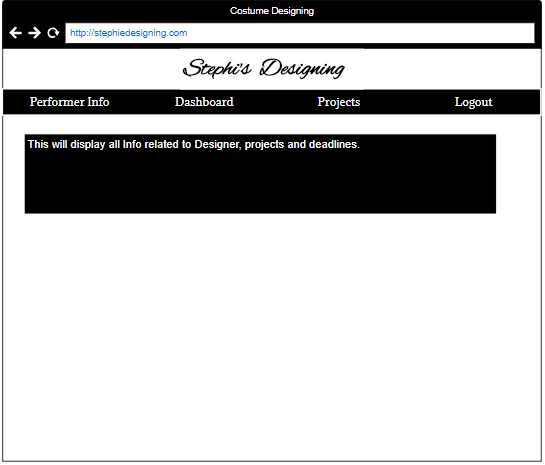 Costume Designing
http://stephiedesigning.com
Stephi's Designing
Performer Info Dashboard Projects Logout
This will display all Info related to Designer, projects and deadlines.